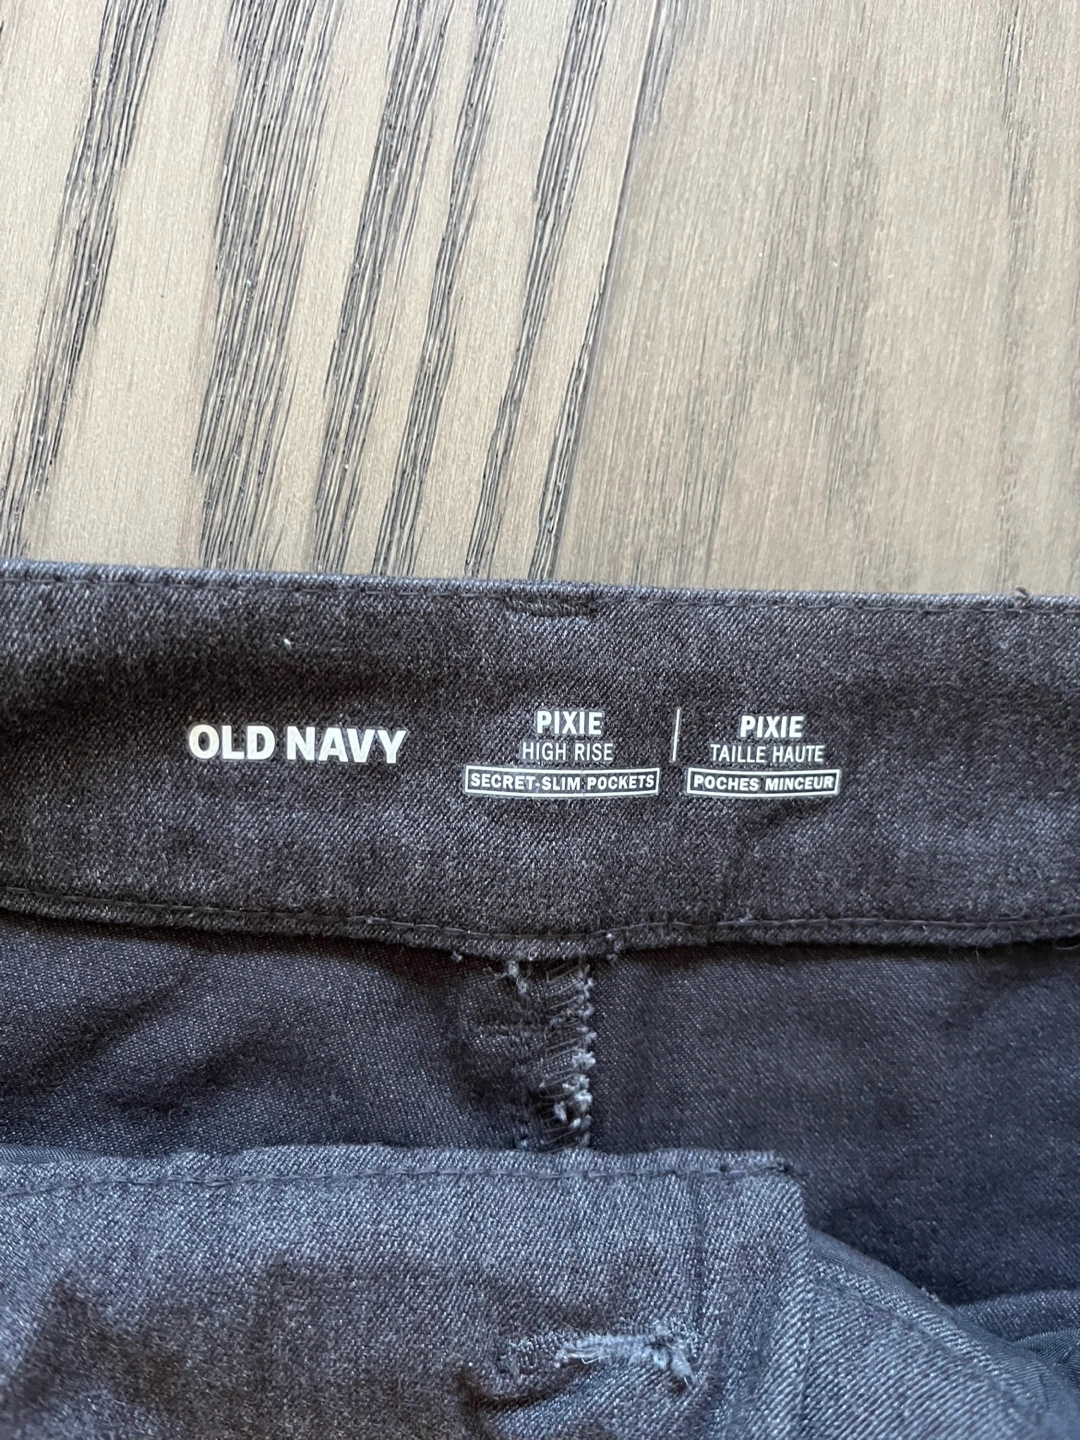 OLD NAVY
PIXIE
HIGH RISE
SECRET-SLIM POCKETS
PIXIE
TAILLE HAUTE
POCHES MINCEUR